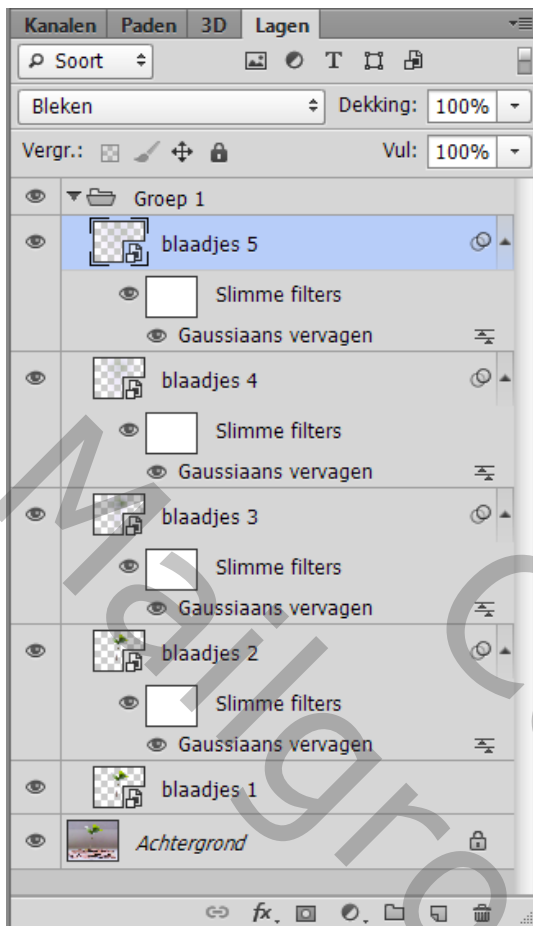 Kanalen Paden 3D Lagen
Soort
Bleken Dekking: 100%
Vergr.: Vul: 100%
Groep 1
blaadjes 5
Slimme filters
Gaussiaans vervagen
blaadjes 4
Slimme filters
Gaussiaans vervagen
blaadjes 3
Slimme filters
Gaussiaans vervagen
blaadjes 2
Slimme filters
Gaussiaans vervagen
blaadjes 1
Achtergrond
fx